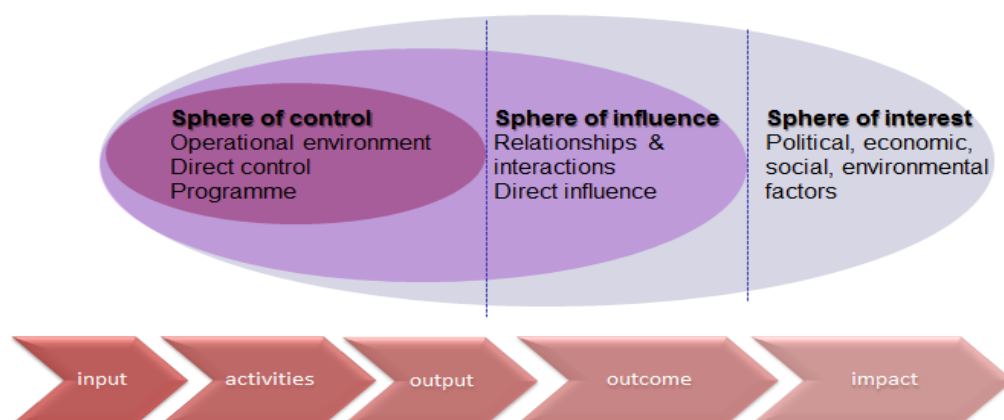 Sphere of control
Operational environment
Direct control
Programme
Sphere of influence
Relationships &
interactions
Direct influence
Sphere of interest
Political, economic,
social, environmental
factors
input
activities
output
outcome
impact